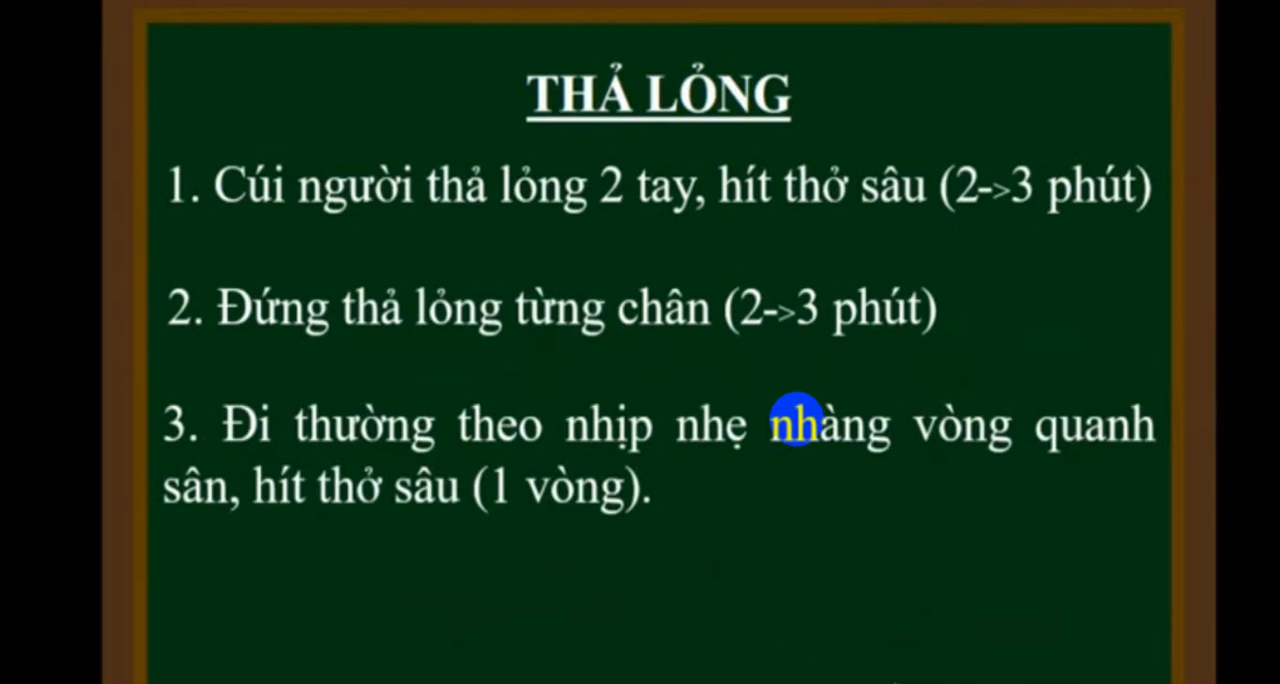 THẢ LỎNG
1. Cúi người thả lỏng 2 tay, hít thở sâu (2->3 phút)
2. Đứng thả lỏng từng chân (2->3 phút)
3. Đi thường theo nhịp nhẹ nhàng vòng quanh
sân, hít thở sâu (1 vòng).